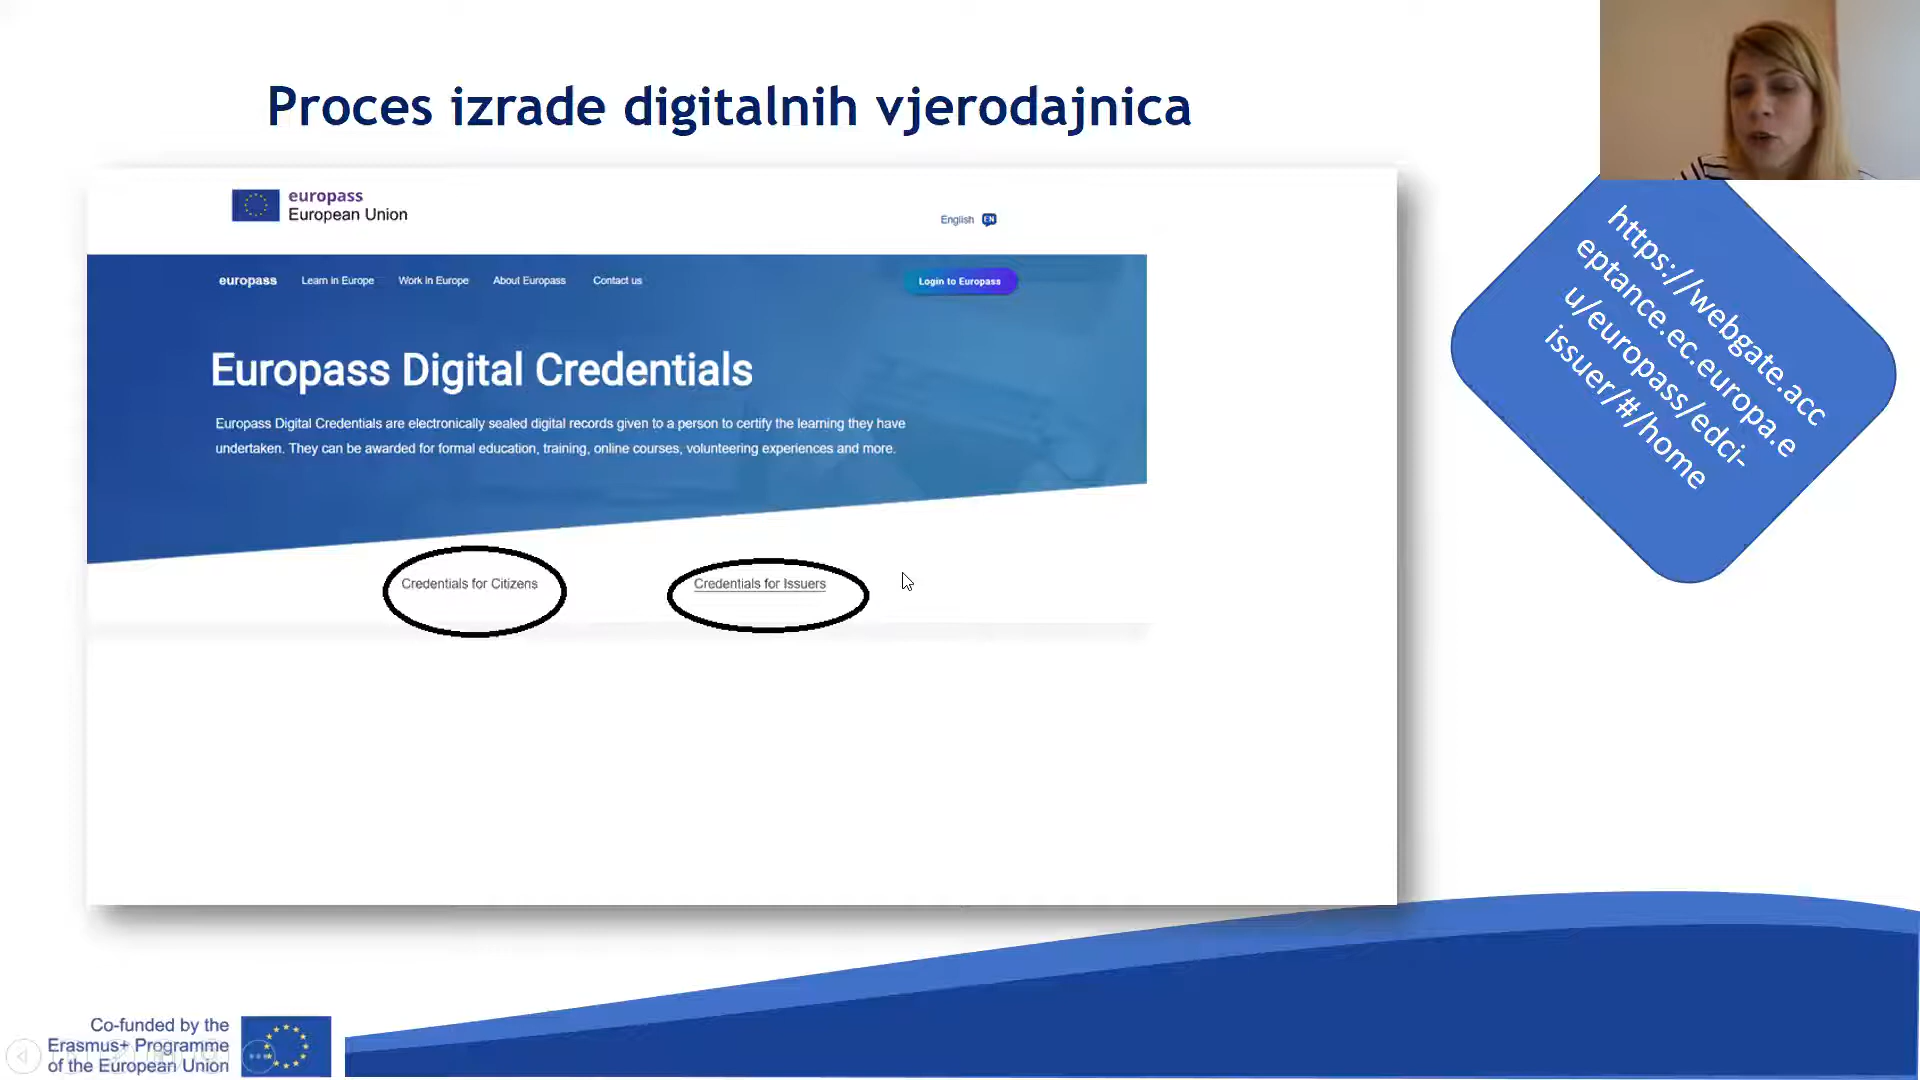 Proces izrade digitalnih vjerodajnica
europass
European Union
English EN
europass Learn in Europe Work in Europe About Europass Contact us Login to Europass
Europass Digital Credentials
Europass Digital Credentials are electronically sealed digital records given to a person to certify the learning they have
undertaken. They can be awarded for formal education, training, online courses, volunteering experiences and more.
Credentials for Citizens Credentials for Issuers
https://webgate.acc
eptance.ec.europa.e
u/europass/edci-
issuer/#/home
Co-funded by the
Erasmus+ Programme
of the European Union